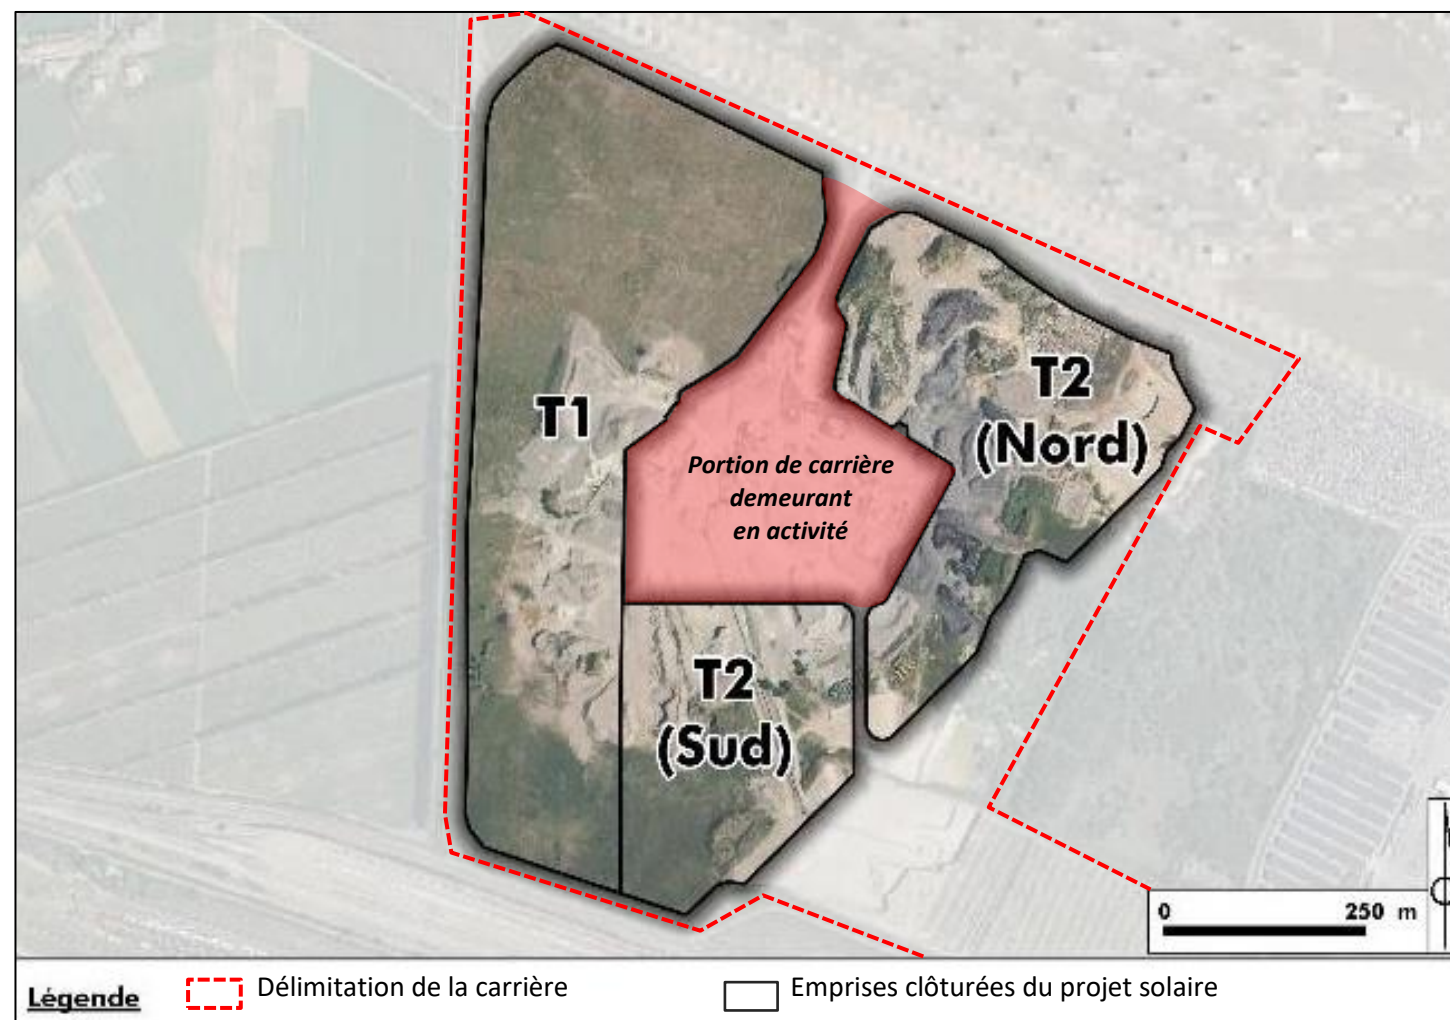 T1
T2
(Nord)
Portion de carrière
demeurant
en activité
T2
(Sud)
0 250 m
Légende
Délimitation de la carrière
Emprises clôturées du projet solaire